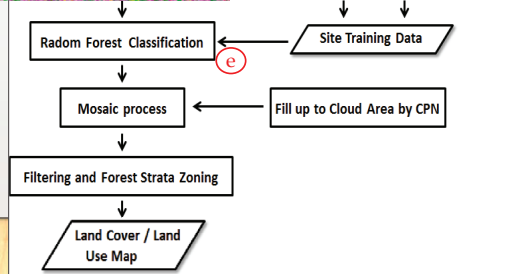 Radom Forest Classification
Site Training Data
e
Mosaic process
Fill up to Cloud Area by CPN
Filtering and Forest Strata Zoning
Land Cover / Land
Use Map